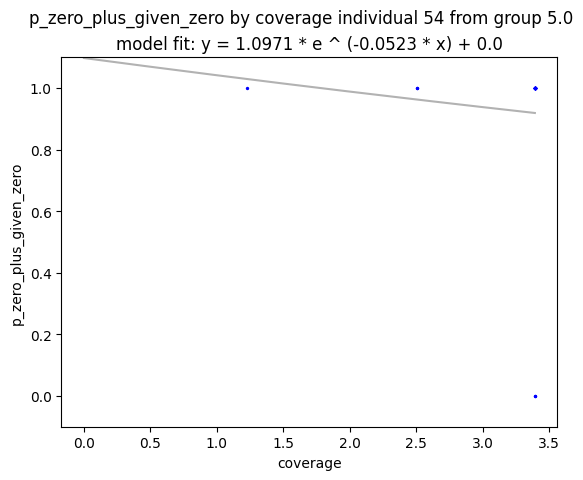 p_zero_plus_given_zero by coverage individual 54 from group 5.0
model fit: y = 1.0971 * e ^ (-0.0523 * x) + 0.0
1.0
0.8
0.6
0.4
0.2
0.0
p_zero_plus_given_zero
0.0 0.5 1.0 1.5 2.0 2.5 3.0 3.5
coverage